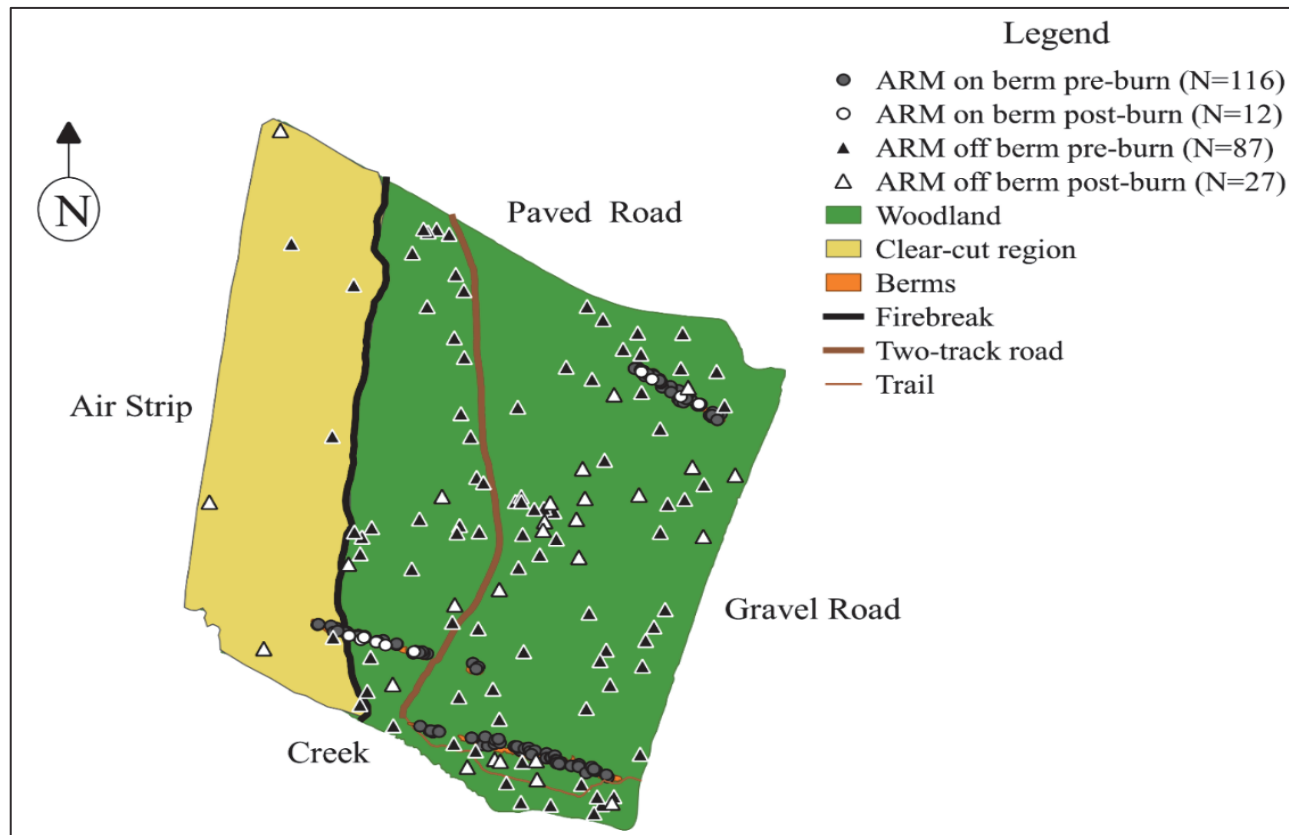 Legend
ARM on berm pre-burn (N=116)
ARM on berm post-burn (N=12)
ARM off berm pre-burn (N=87)
ARM off berm post-burn (N=27)
Woodland
Clear-cut region
Berms
Firebreak
Two-track road
Trail
N
Paved Road
Air Strip
Gravel Road
Creek